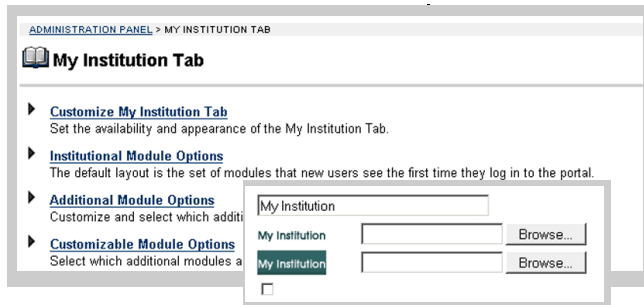 ADMINISTRATION PANEL > MY INSTITUTION TAB
My Institution Tab
Customize My Institution Tab
Set the availability and appearance of the My Institution Tab.
Institutional Module Options
The default layout is the set of modules that new users see the first time they log in to the portal.
Additional Module Options
Customize and select which additi
Customizable Module Options
Select which additional modules a
My Institution
My Institution Browse...
My Institution Browse...